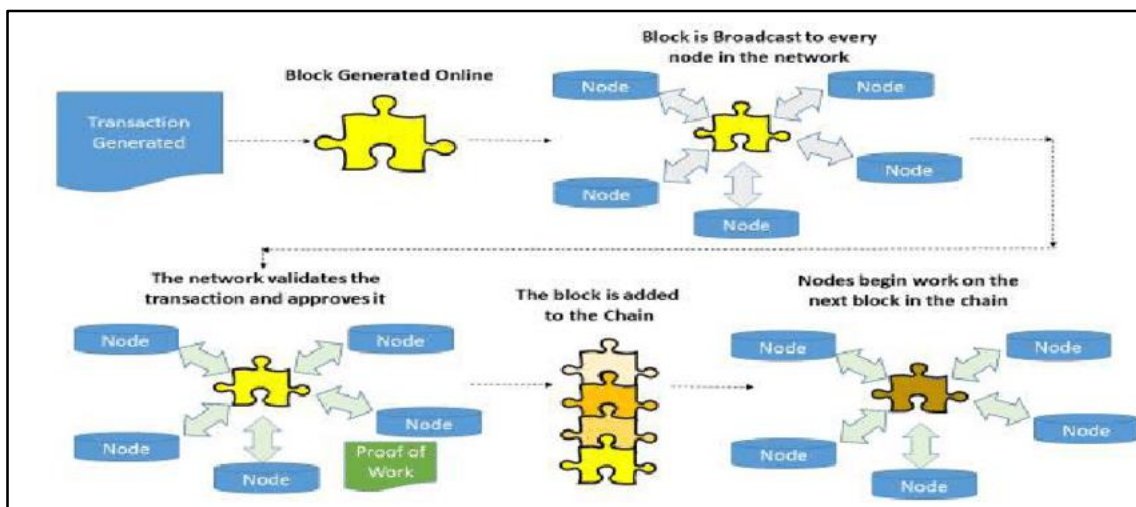 Block is Broadcast to every
node in the network
Block Generated Online
Transaction
Generated
Node
Node
Node
Node
Node
The network validates the
transaction and approves it
The block is added
to the Chain
Nodes begin work on the
next block in the chain
Node
Node
Node
Node
Node
Proof of
Work
Node
Node
Node
Node
Node